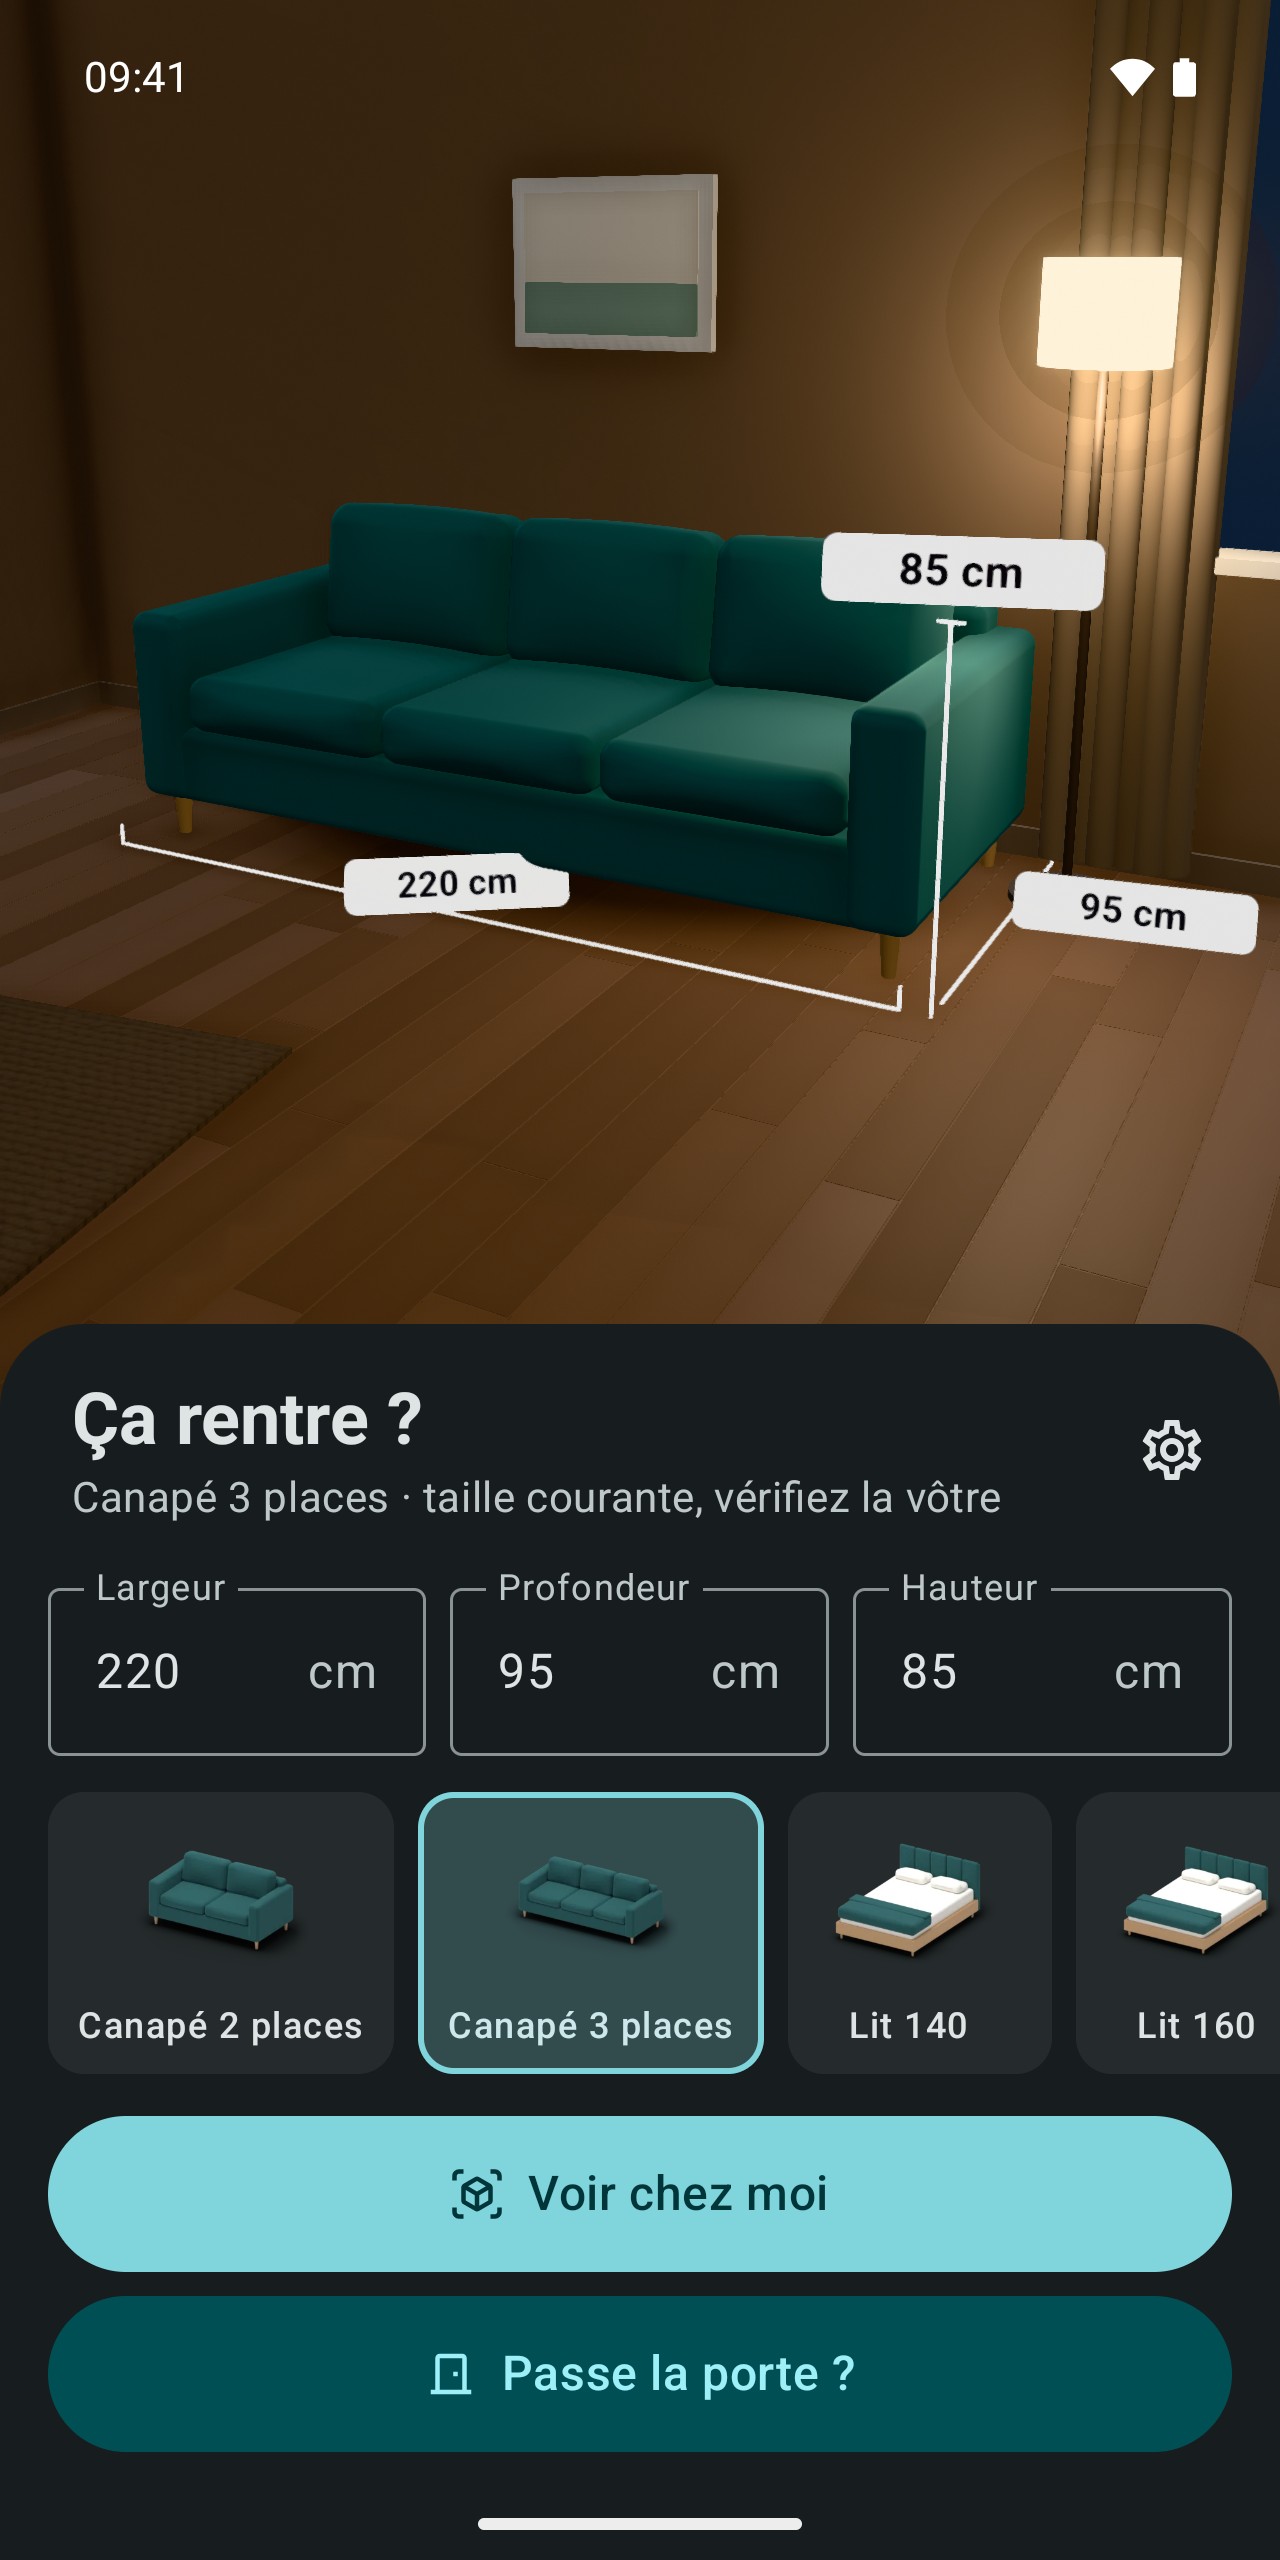 09:41
85 cm
220 cm
95 cm
Ça rentre ?
Canapé 3 places · taille courante, vérifiez la vôtre
Largeur
Profondeur
Hauteur
220 cm
95 cm
85 cm
Canapé 2 places
Canapé 3 places
Lit 140
Lit 160
Voir chez moi
Passe la porte ?